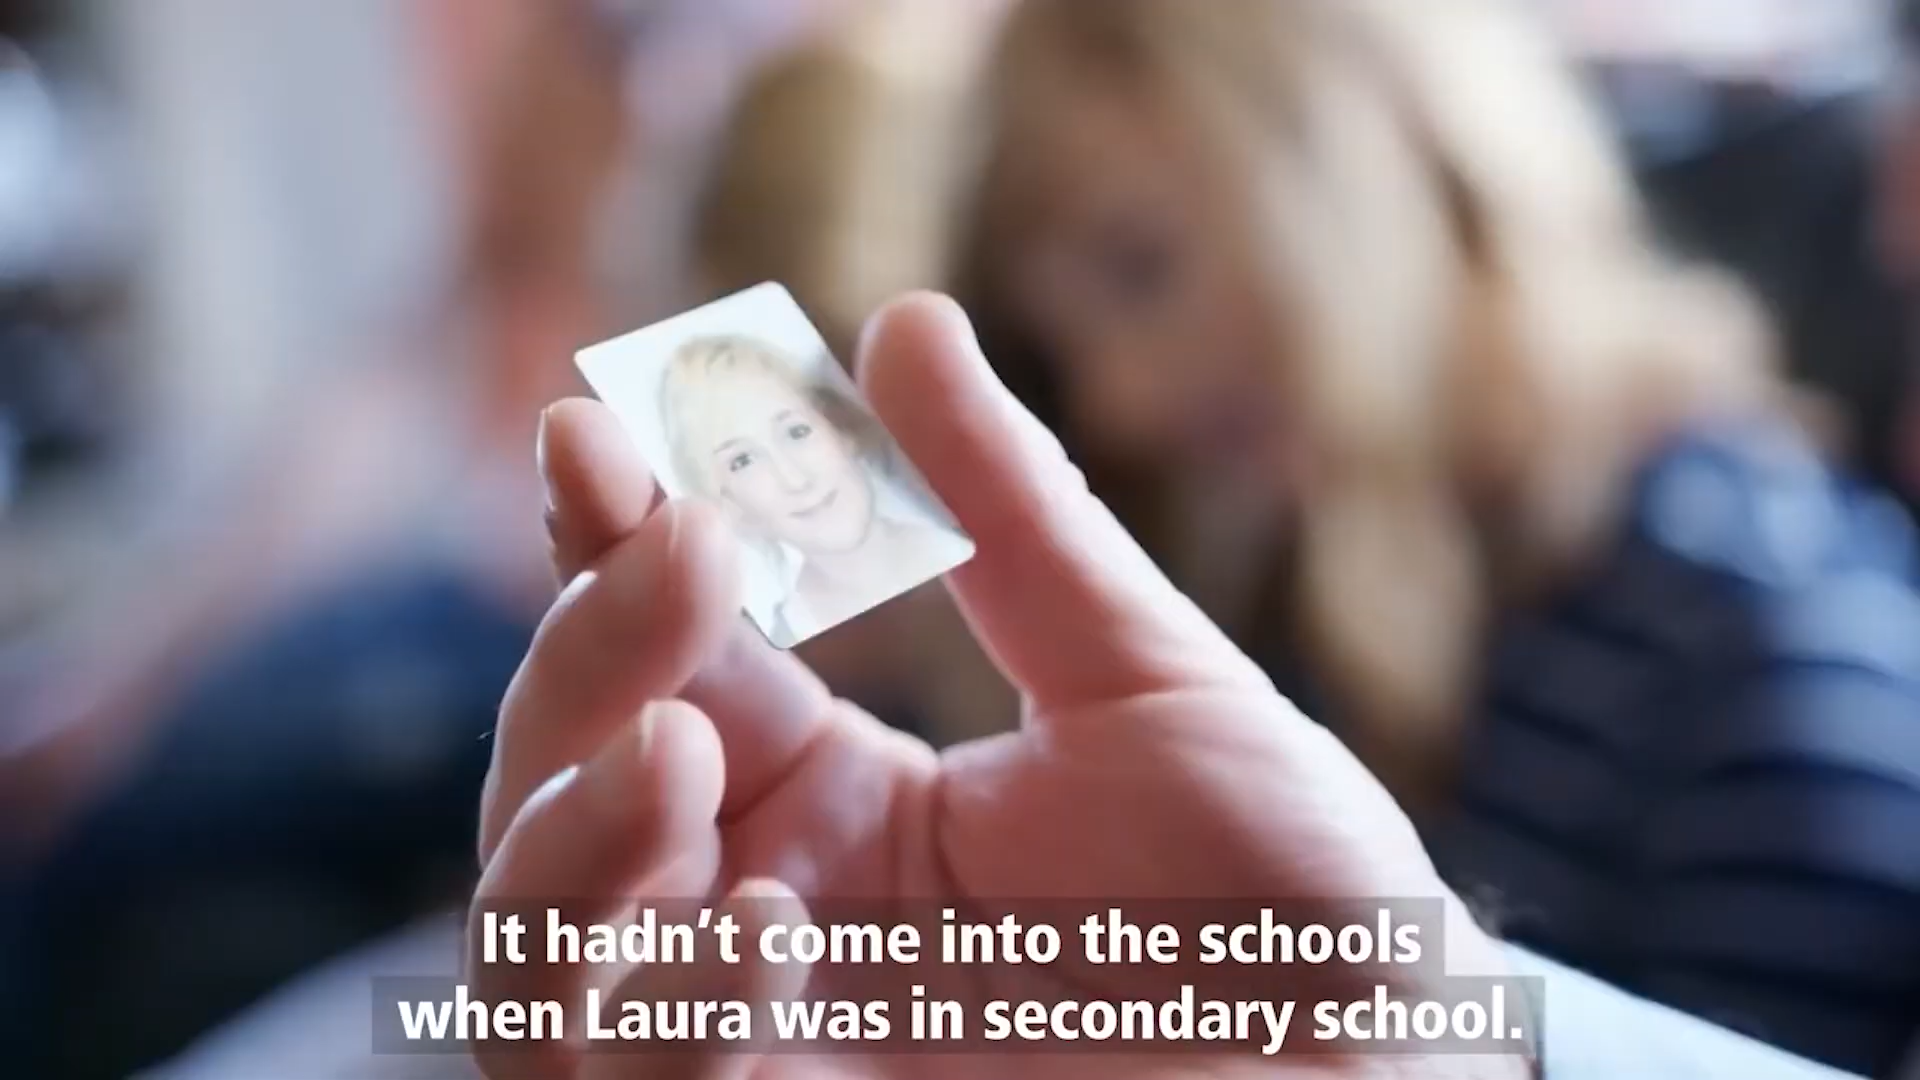 It hadn’t come into the schools
when Laura was in secondary school.